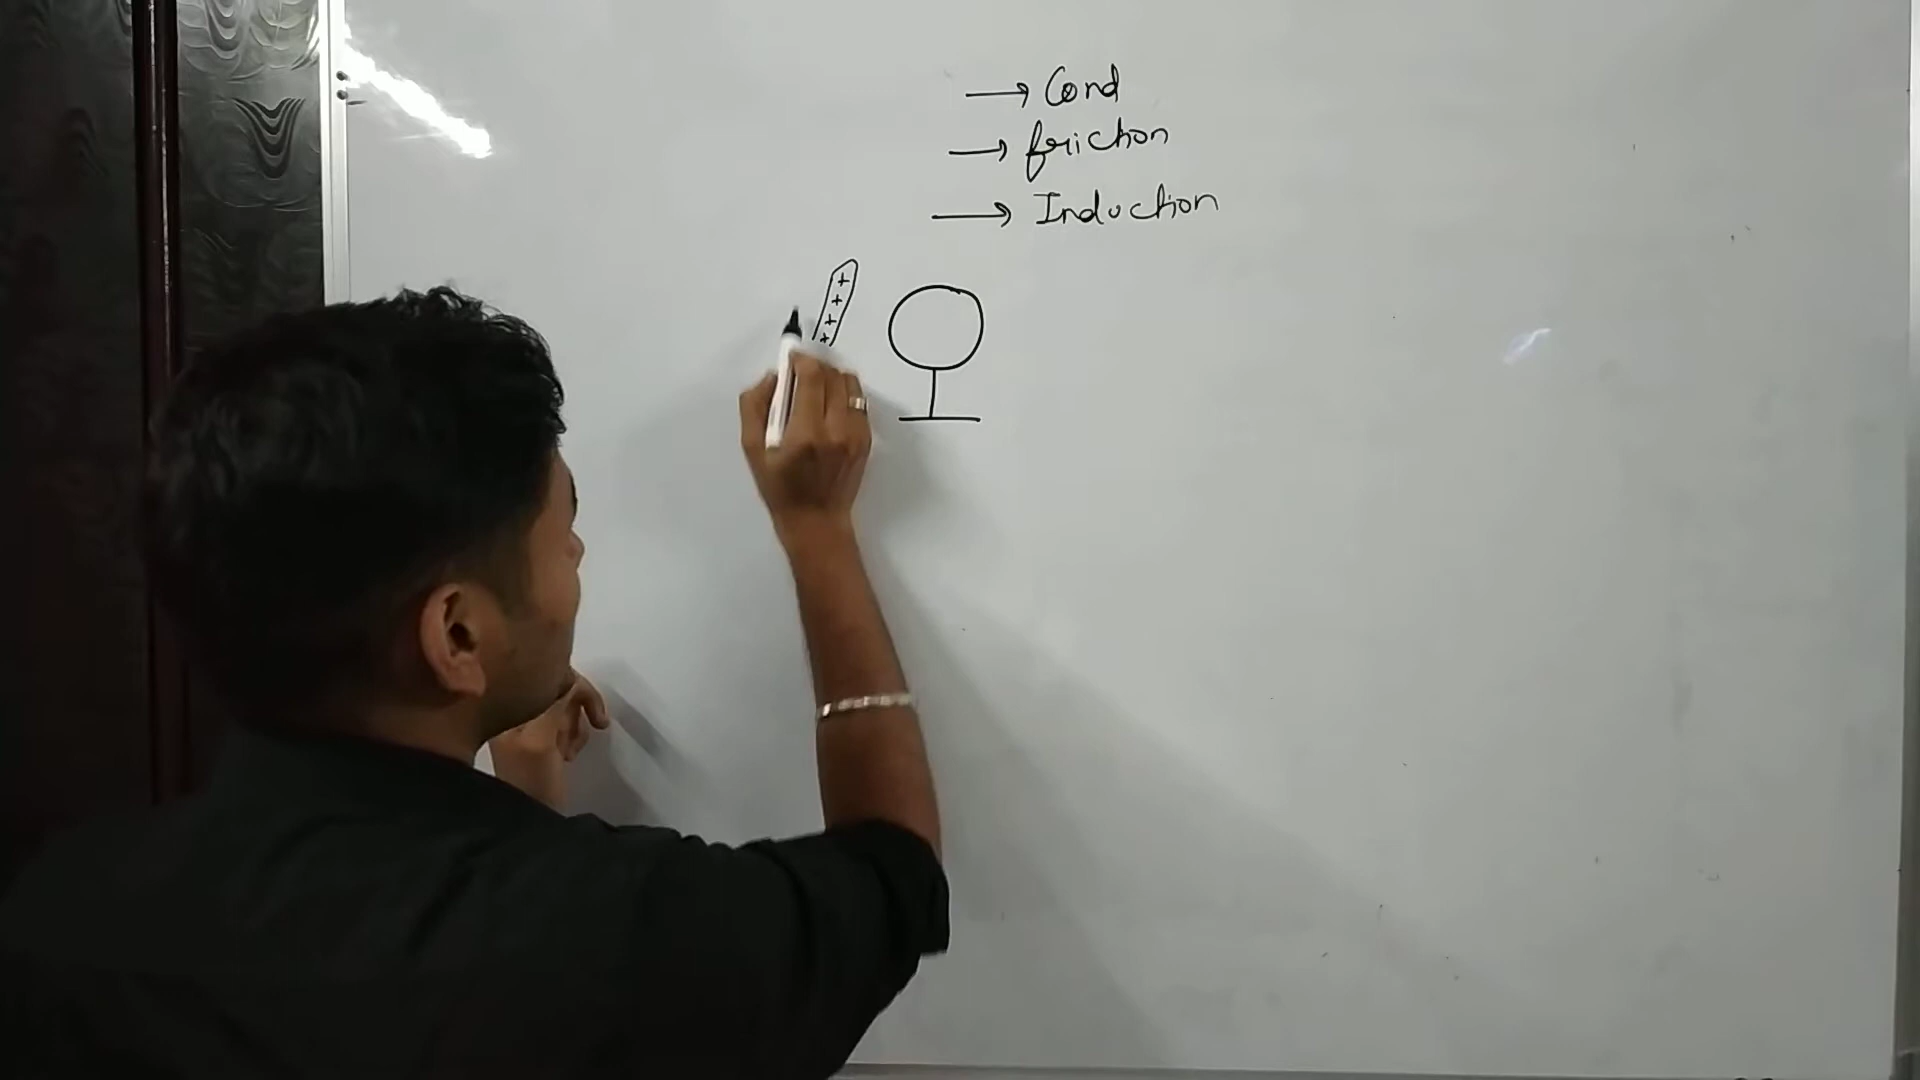 → Cond
→ friction
→ Induction
+
+
+
+